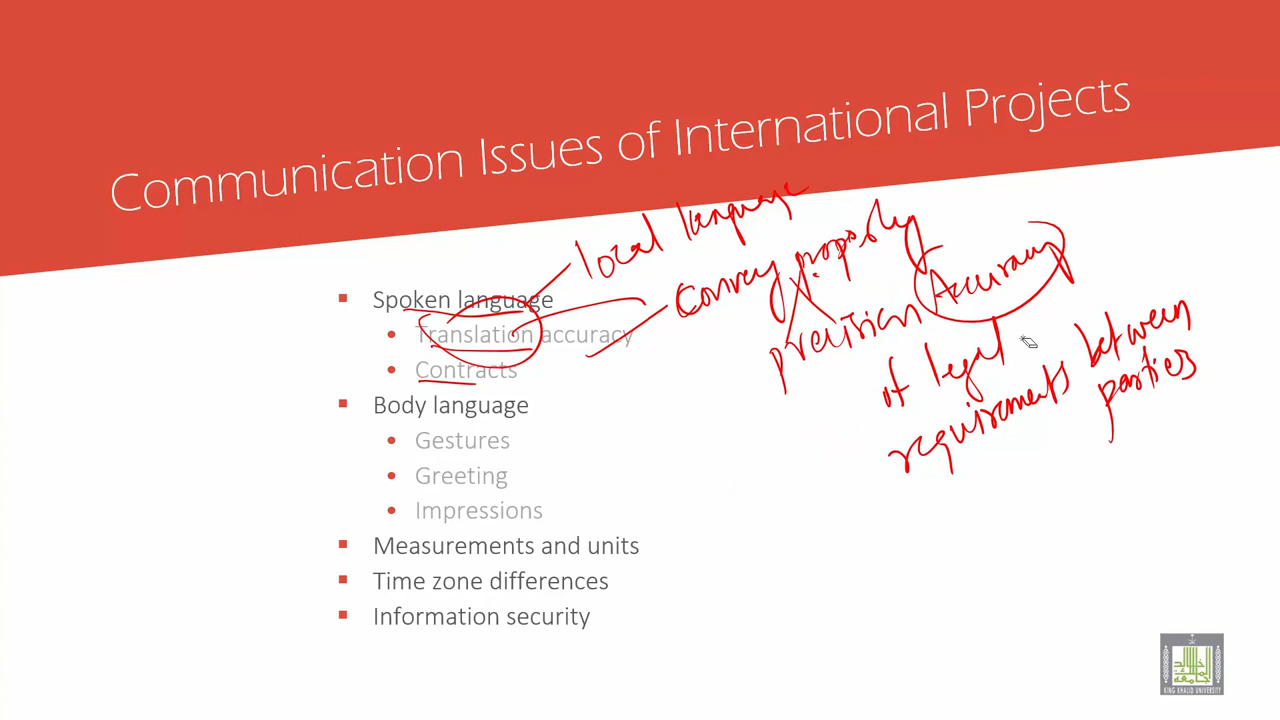 Communication Issues of International Projects
local language
Convey properly
precision Accuracy
of legal
requirements between
parties
Spoken language
Translation accuracy
Contracts
Body language
Gestures
Greeting
Impressions
Measurements and units
Time zone differences
Information security
KING KHALID UNIVERSITY